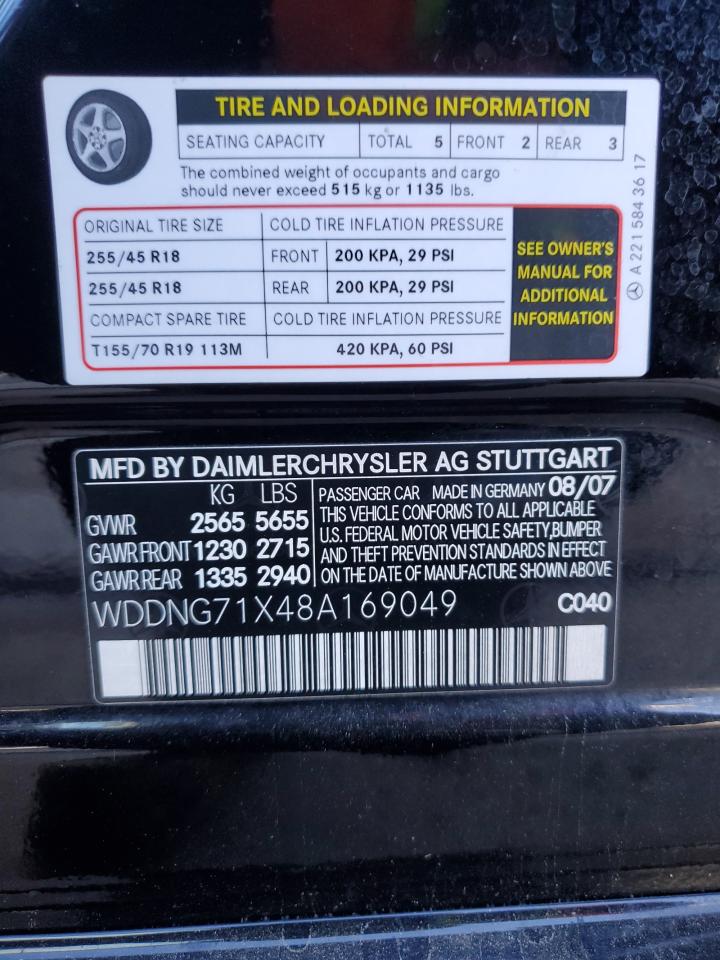 TIRE AND LOADING INFORMATION
SEATING CAPACITY TOTAL 5 FRONT 2 REAR 3
The combined weight of occupants and cargo
should never exceed 515 kg or 1135 lbs.
ORIGINAL TIRE SIZE COLD TIRE INFLATION PRESSURE
255/45 R18 FRONT 200 KPA, 29 PSI
255/45 R18 REAR 200 KPA, 29 PSI
COMPACT SPARE TIRE COLD TIRE INFLATION PRESSURE
T155/70 R19 113M 420 KPA, 60 PSI
SEE OWNER'S
MANUAL FOR
ADDITIONAL
INFORMATION
A 221 584 36 17
MFD BY DAIMLERCHRYSLER AG STUTTGART
KG LBS
GVWR 2565 5655
GAWR FRONT 1230 2715
GAWR REAR 1335 2940
PASSENGER CAR MADE IN GERMANY 08/07
THIS VEHICLE CONFORMS TO ALL APPLICABLE
U.S. FEDERAL MOTOR VEHICLE SAFETY,BUMPER
AND THEFT PREVENTION STANDARDS IN EFFECT
ON THE DATE OF MANUFACTURE SHOWN ABOVE
WDDNG71X48A169049 C040